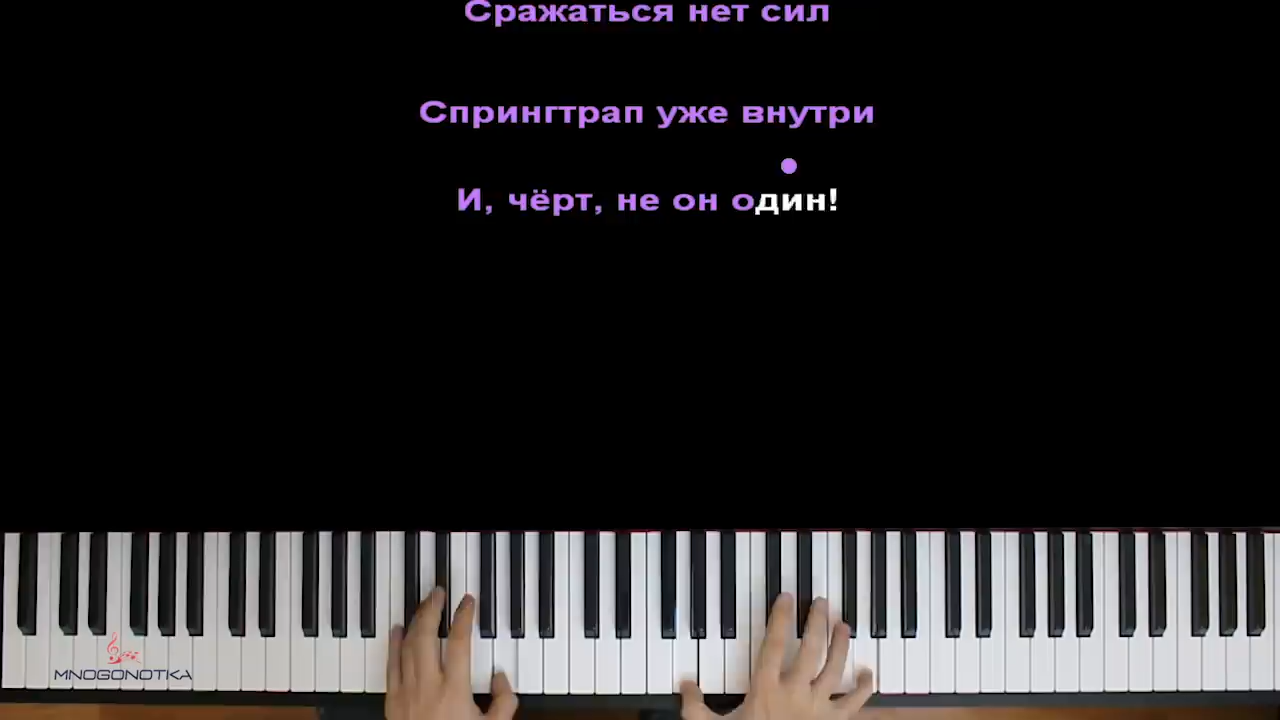 Сражаться нет сил
Спрингтрап уже внутри
И, чёрт, не он один!
MNOGONOTKA